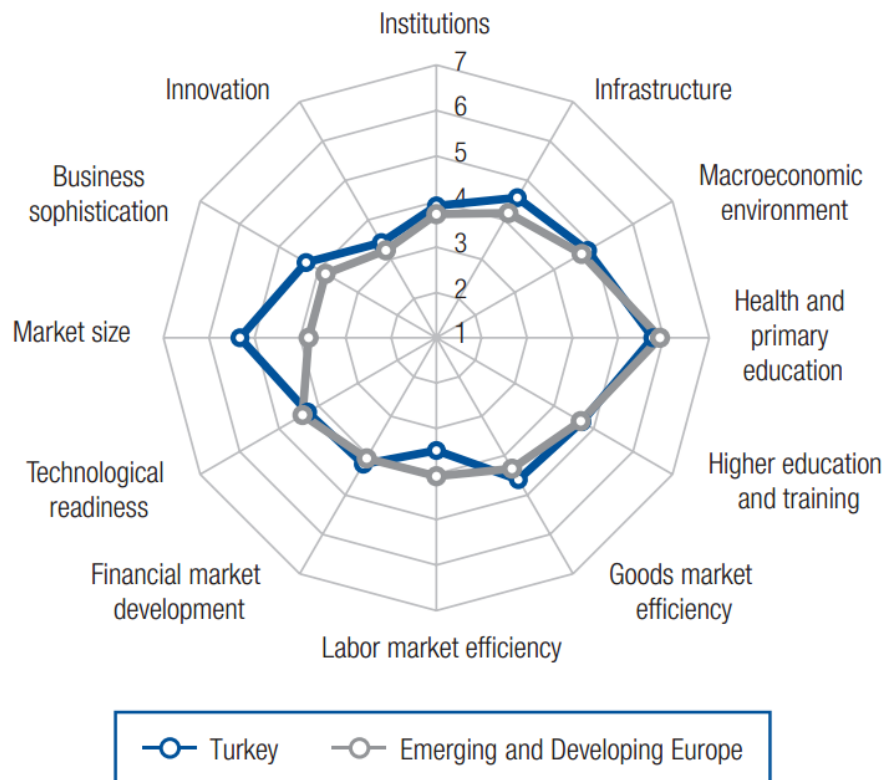 Institutions
7
6
5
4
3
2
1
Infrastructure
Macroeconomic
environment
Health and
primary
education
Higher education
and training
Goods market
efficiency
Labor market efficiency
Financial market
development
Technological
readiness
Market size
Business
sophistication
Innovation
Turkey
Emerging and Developing Europe